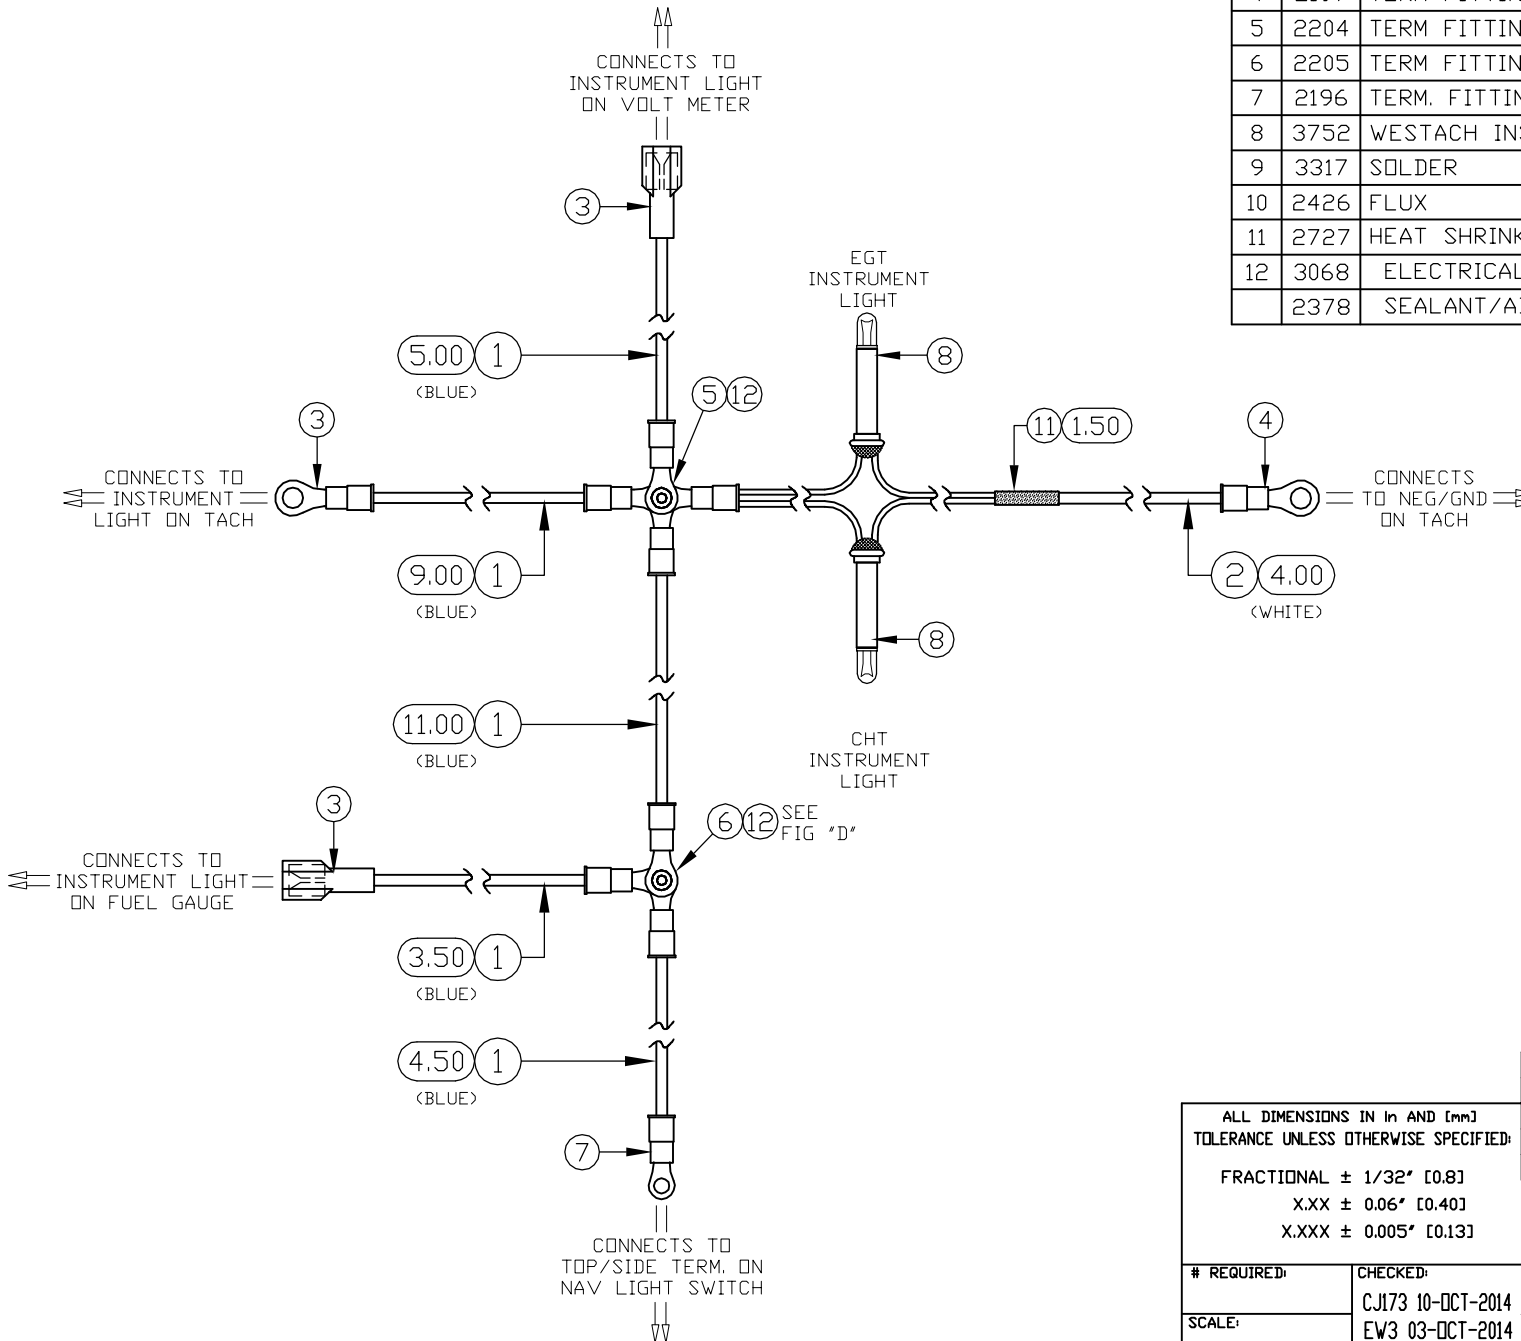 CONNECTS TO
INSTRUMENT LIGHT
ON VOLT METER
3
5 2204 TERM FITTIN
6 2205 TERM FITTIN
7 2196 TERM. FITTIN
8 3752 WESTACH IN
9 3317 SOLDER
10 2426 FLUX
11 2727 HEAT SHRINK
12 3068 ELECTRICAL
2378 SEALANT/A
EGT
INSTRUMENT
LIGHT
5.00 1
(BLUE)
5 12
8
3
11 1.50
4
CONNECTS TO
INSTRUMENT
LIGHT ON TACH
CONNECTS
TO NEG/GND
ON TACH
9.00 1
(BLUE)
2 4.00
(WHITE)
8
11.00 1
(BLUE)
CHT
INSTRUMENT
LIGHT
3
6 12 SEE
FIG "D"
CONNECTS TO
INSTRUMENT LIGHT
ON FUEL GAUGE
3.50 1
(BLUE)
4.50 1
(BLUE)
7
CONNECTS TO
TOP/SIDE TERM. ON
NAV LIGHT SWITCH
ALL DIMENSIONS IN In AND [mm]
TOLERANCE UNLESS OTHERWISE SPECIFIED:
FRACTIONAL ± 1/32" [0.8]
X.XX ± 0.06" [0.40]
X.XXX ± 0.005" [0.13]
# REQUIRED:
CHECKED:
CJ173 10-OCT-2014
SCALE:
EW3 03-OCT-2014